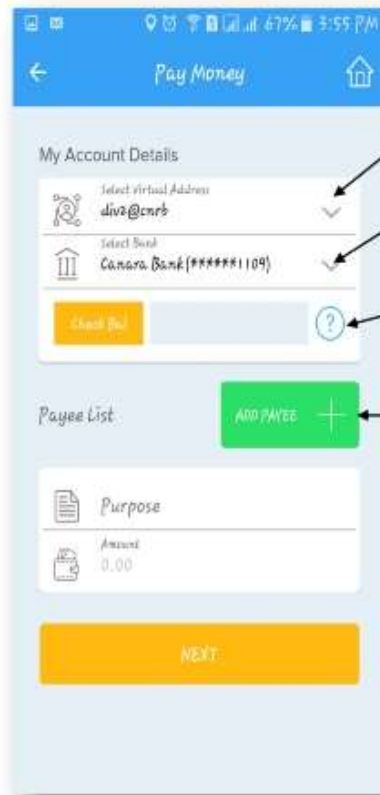 67% 3:55 PM
Pay Money
My Account Details
Select Virtual Address
div2@cnrb
Select Bank
Canara Bank(******1109)
Check Bal
?
Payee List
ADD PAYEE
Purpose
Amount
0.00
NEXT